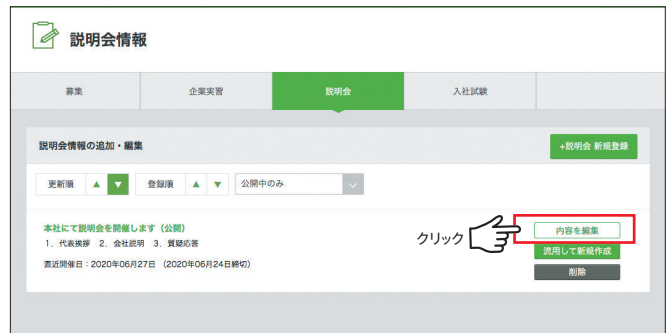 説明会情報
募集 企業実習 説明会 入社試験
説明会情報の追加・編集 +説明会 新規登録
更新順 ▲ ▼ 登録順 ▲ ▼ 公開中のみ
本社にて説明会を開催します（公開）
1. 代表挨拶 2. 会社説明 3. 質疑応答
直近開催日：2020年06月27日 （2020年06月24日締切）
クリック
内容を編集
流用して新規作成
削除